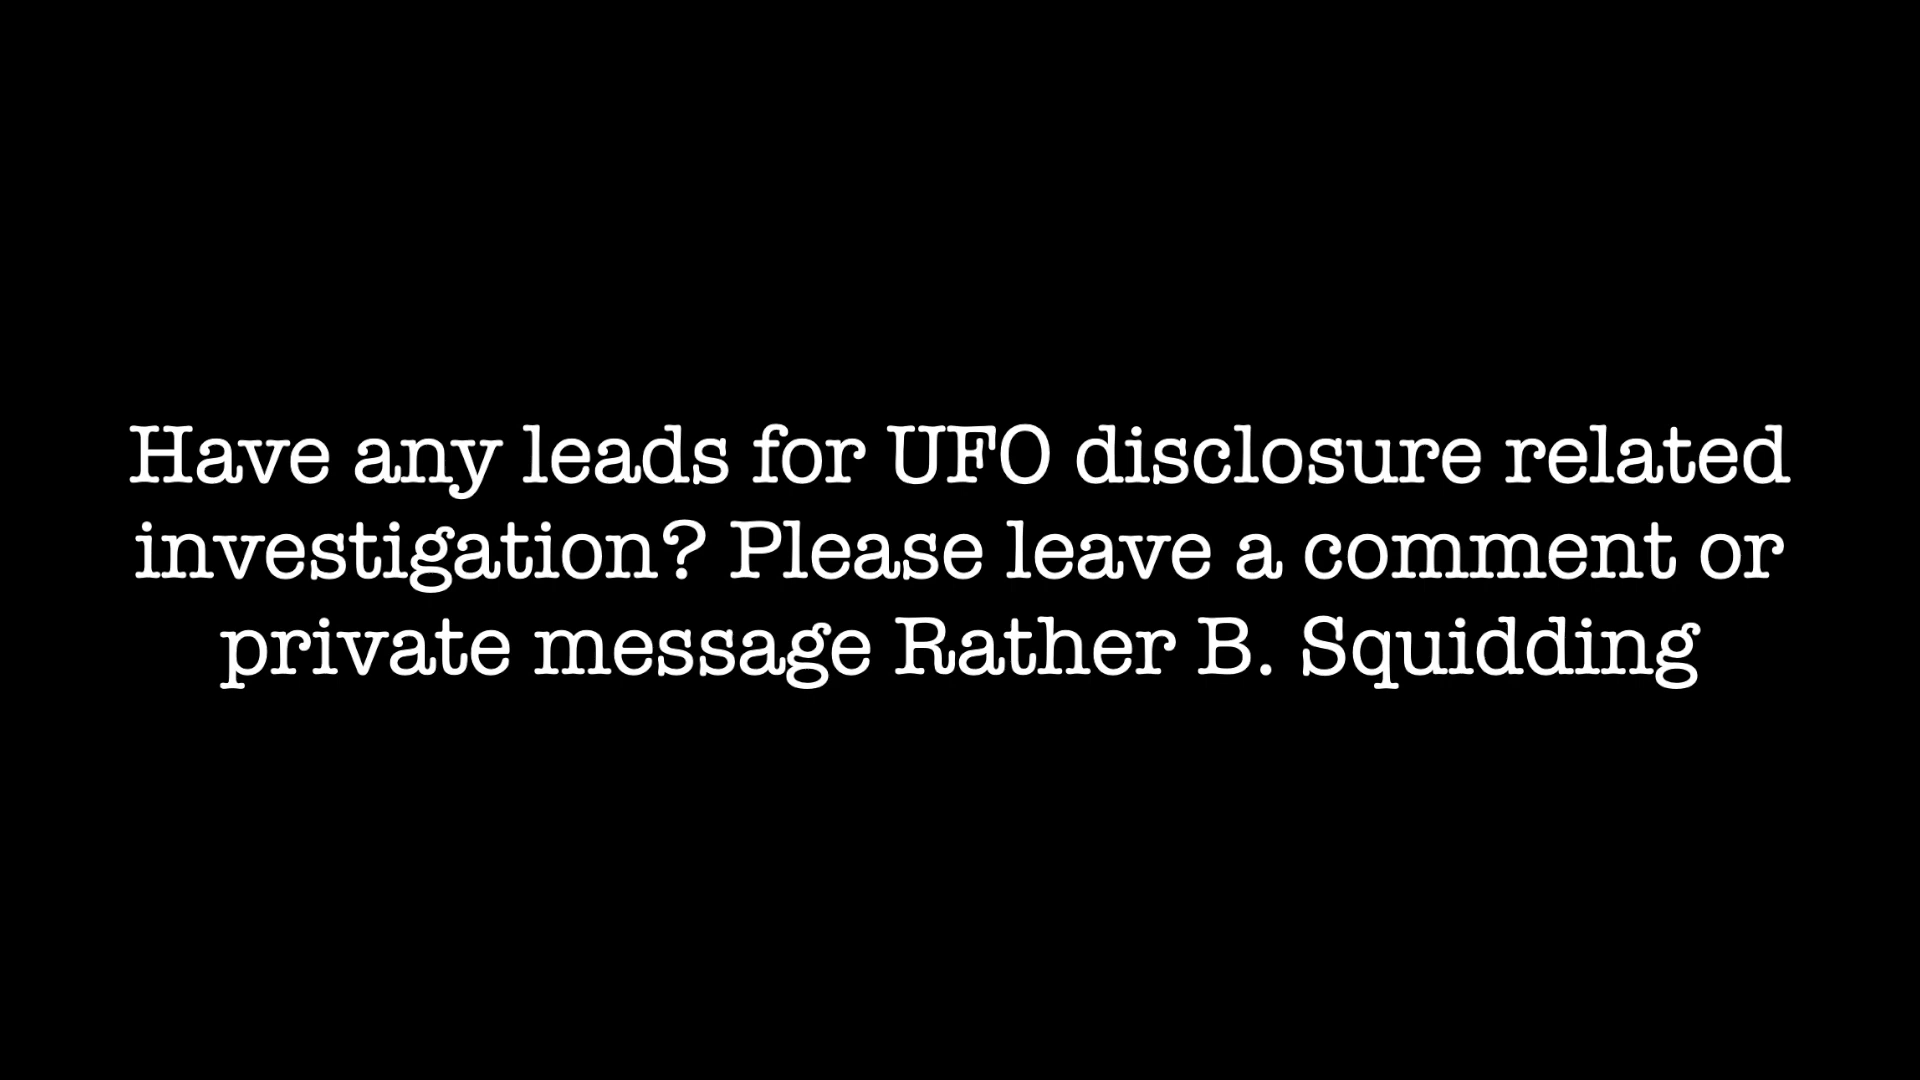 Have any leads for UFO disclosure related
investigation? Please leave a comment or
private message Rather B. Squidding